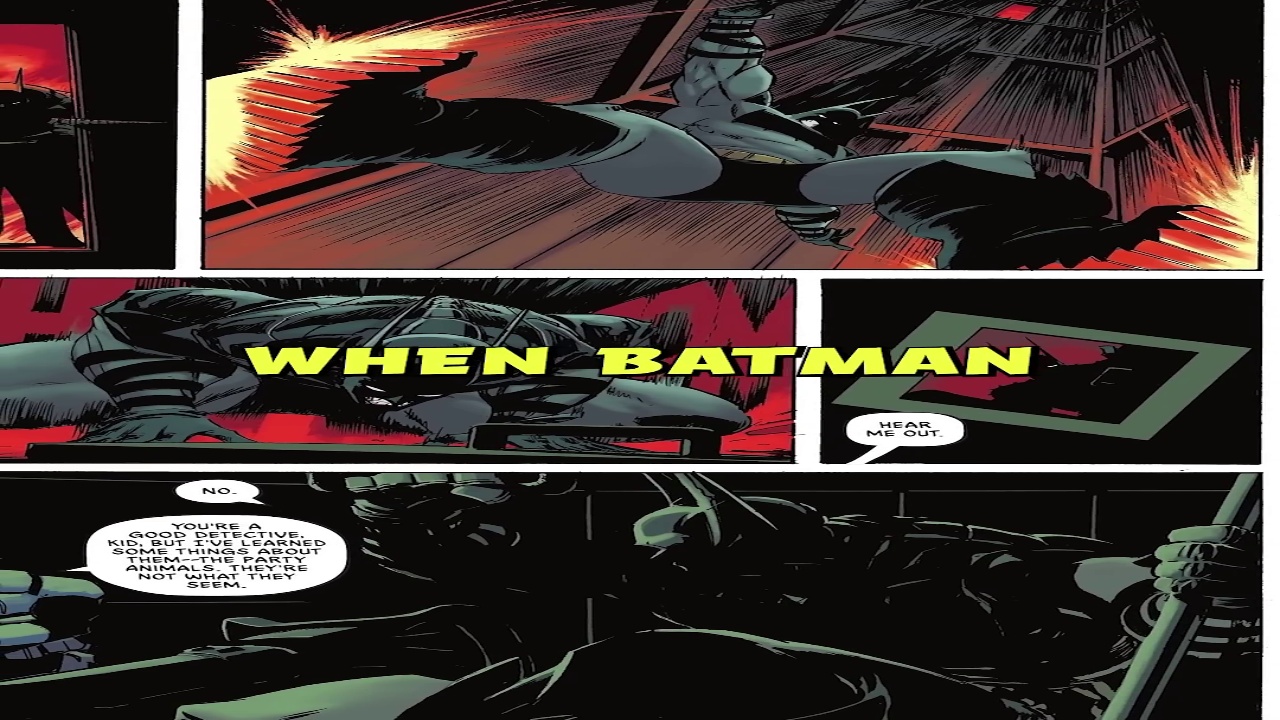 WHEN BATMAN
HEAR
ME OUT.
NO.
YOU'RE A
GOOD DETECTIVE,
KID, BUT I'VE LEARNED
SOME THINGS ABOUT
THEM--THE PARTY
ANIMALS. THEY'RE
NOT WHAT THEY
SEEM.